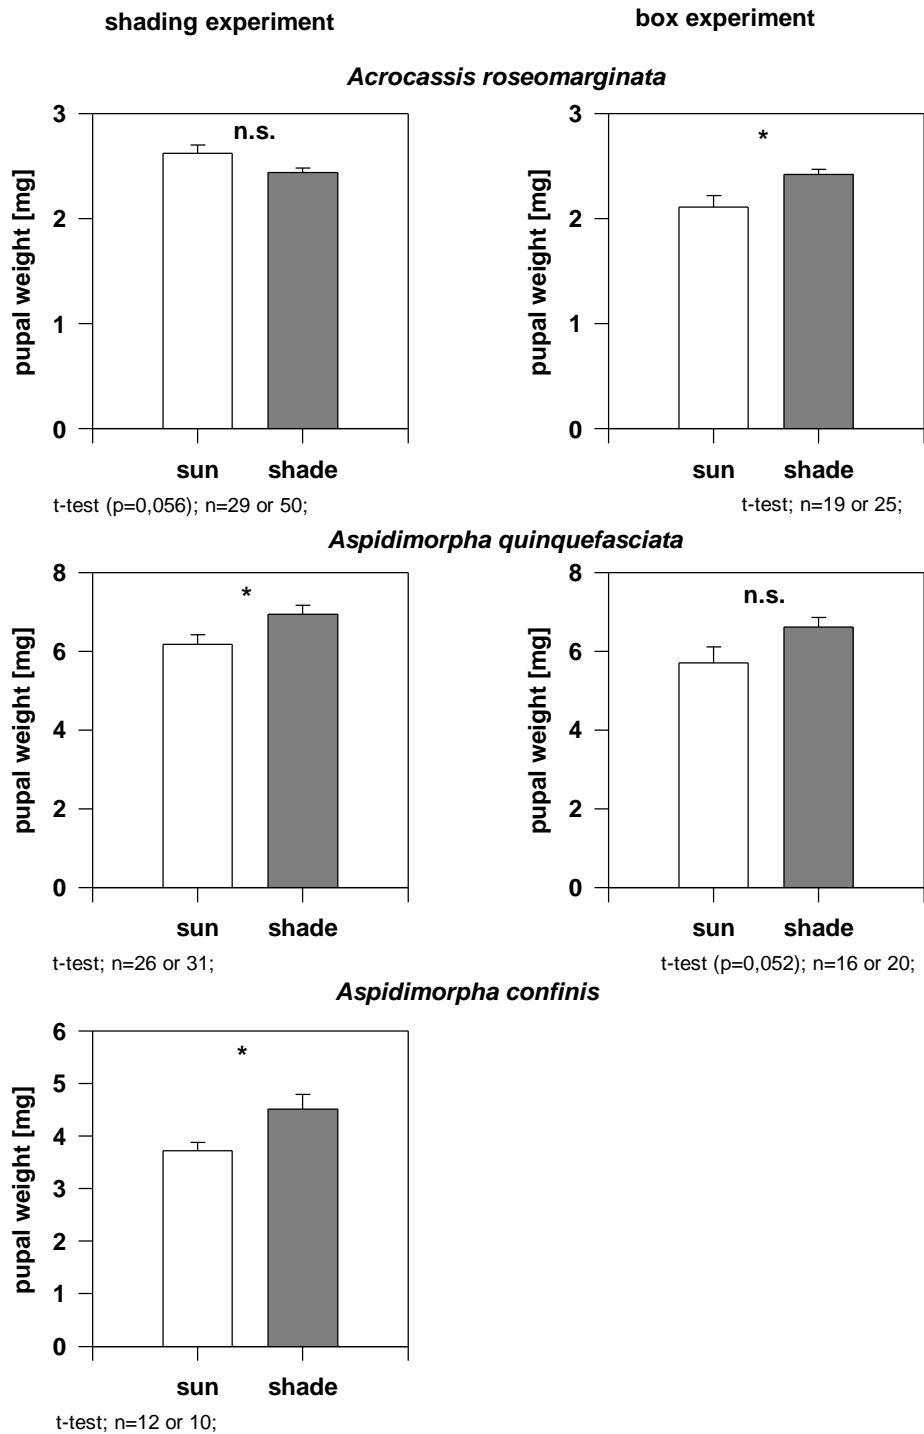 shading experiment
box experiment
Acrocassis roseomarginata
pupal weight [mg]
3
2
1
0
n.s.
sun shade
t-test (p=0,056); n=29 or 50;
pupal weight [mg]
3
2
1
0
*
sun shade
t-test; n=19 or 25;
Aspidimorpha quinquefasciata
pupal weight [mg]
8
6
4
2
0
*
sun shade
t-test; n=26 or 31;
pupal weight [mg]
8
6
4
2
0
n.s.
sun shade
t-test (p=0,052); n=16 or 20;
Aspidimorpha confinis
pupal weight [mg]
6
5
4
3
2
1
0
*
sun shade
t-test; n=12 or 10;